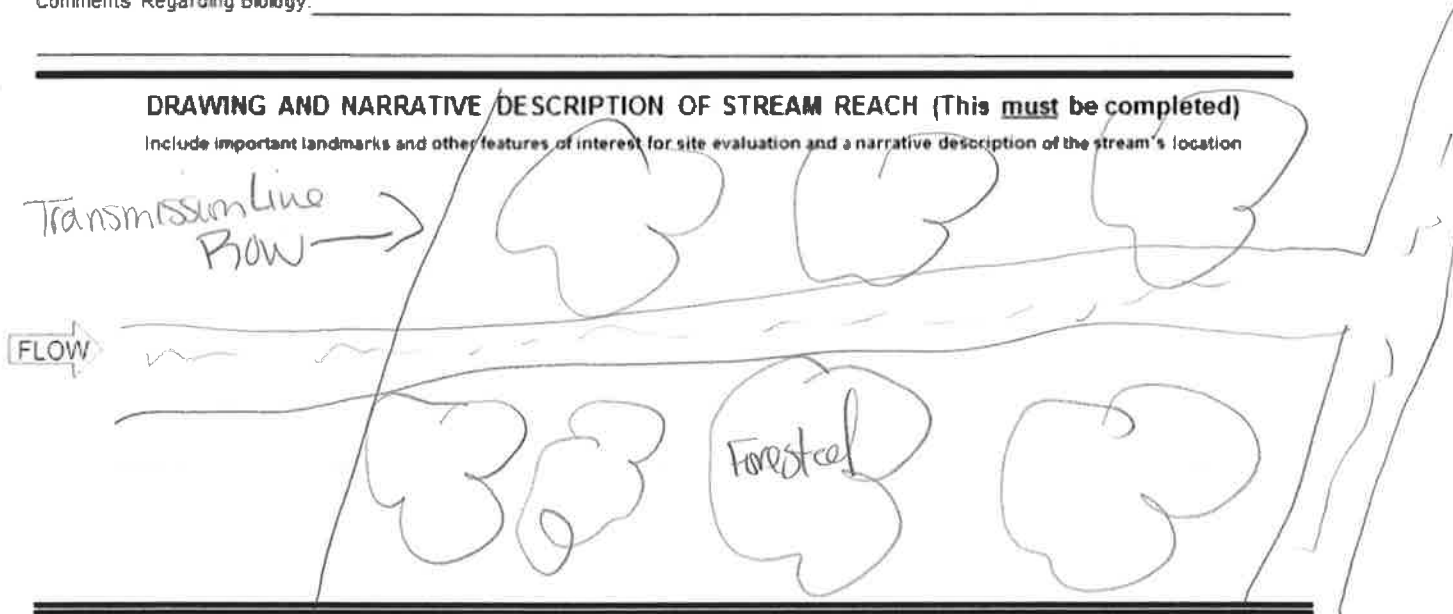 Comments Regarding Biology:
DRAWING AND NARRATIVE DESCRIPTION OF STREAM REACH (This must be completed)
Include important landmarks and other features of interest for site evaluation and a narrative description of the stream's location
Transmission Line
ROW
FLOW
Forested